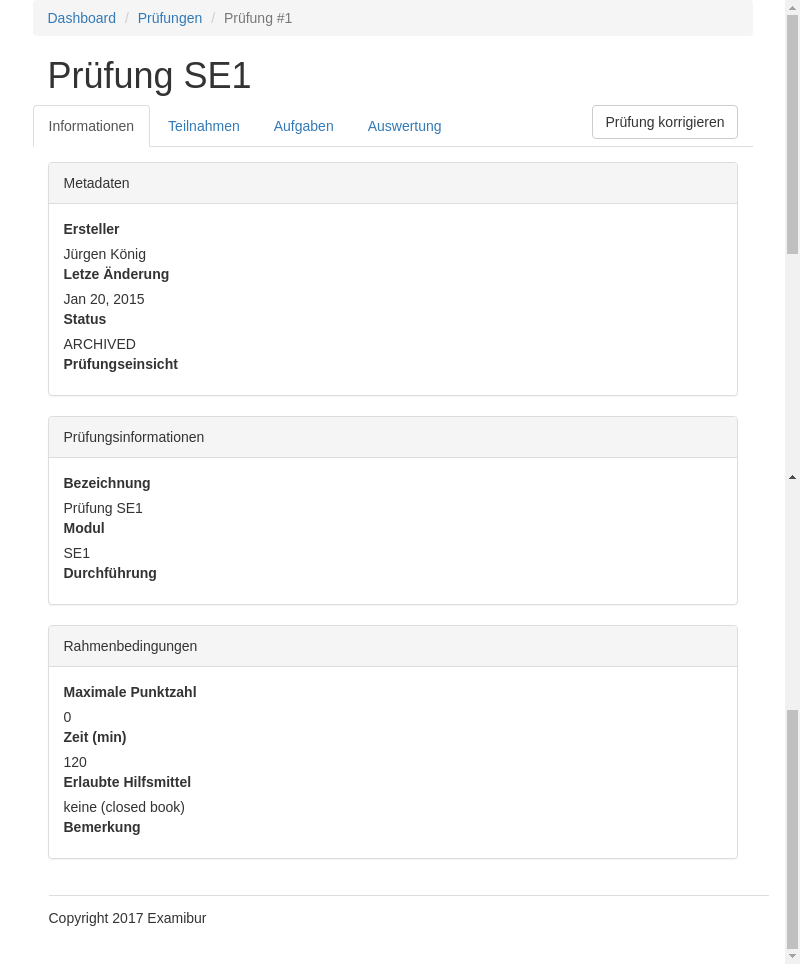 Dashboard / Prüfungen / Prüfung #1
Prüfung SE1
Informationen Teilnahmen Aufgaben Auswertung Prüfung korrigieren
Metadaten
Ersteller
Jürgen König
Letze Änderung
Jan 20, 2015
Status
ARCHIVED
Prüfungseinsicht
Prüfungsinformationen
Bezeichnung
Prüfung SE1
Modul
SE1
Durchführung
Rahmenbedingungen
Maximale Punktzahl
0
Zeit (min)
120
Erlaubte Hilfsmittel
keine (closed book)
Bemerkung
Copyright 2017 Examibur